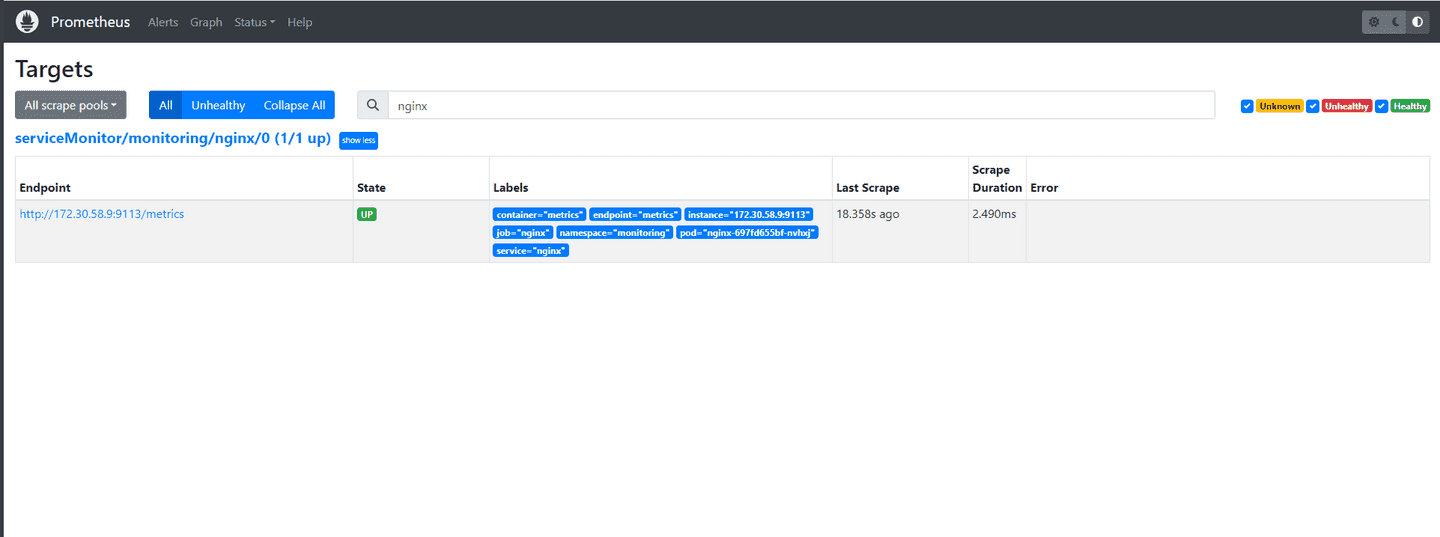 Prometheus Alerts Graph Status Help
Targets
All scrape pools All Unhealthy Collapse All nginx Unknown Unhealthy Healthy
serviceMonitor/monitoring/nginx/0 (1/1 up) show less
Endpoint State Labels Last Scrape Scrape Duration Error
http://172.30.58.9:9113/metrics UP container="metrics" endpoint="metrics" instance="172.30.58.9:9113" 18.358s ago 2.490ms
job="nginx" namespace="monitoring" pod="nginx-697fd655bf-nvhxj"
service="nginx"